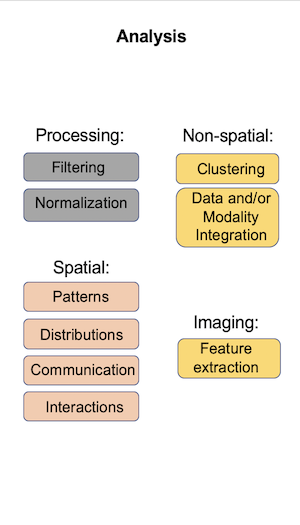 Analysis
Processing:
Filtering
Normalization
Non-spatial:
Clustering
Data and/or
Modality
Integration
Spatial:
Patterns
Distributions
Communication
Interactions
Imaging:
Feature
extraction